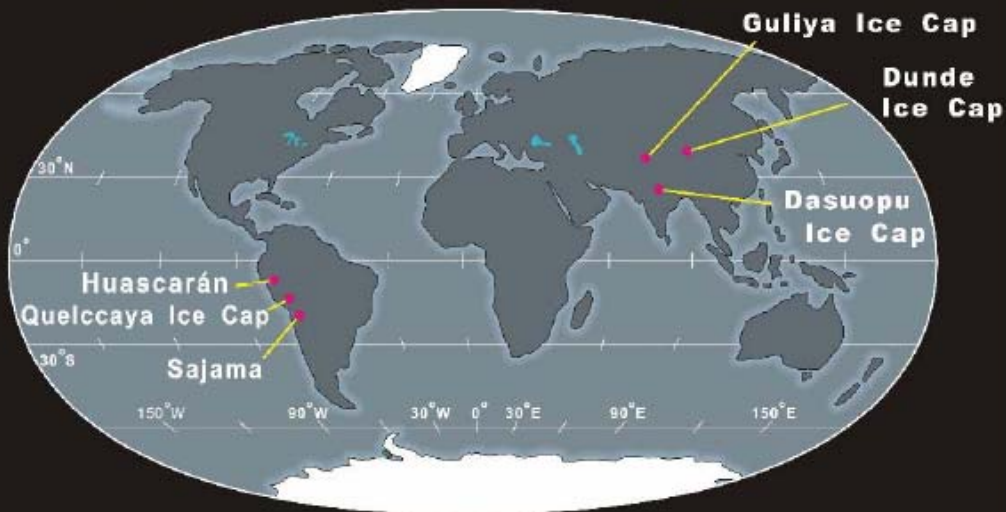 Guliya Ice Cap
Dunde
Ice Cap
30°N
Dasuopu
Ice Cap
0°
Huascarán
Quelccaya Ice Cap
30°S
Sajama
150°W
90°W
30°W
0°
30°E
90°E
150°E